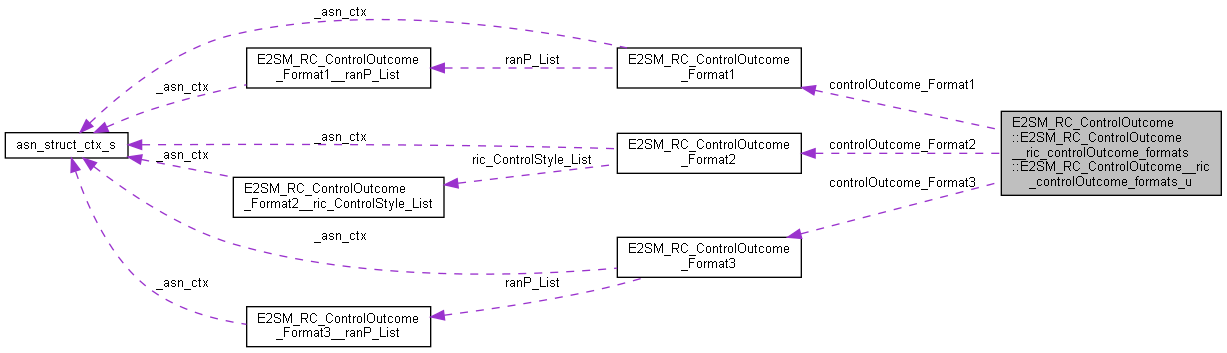 _asn_ctx
E2SM_RC_ControlOutcome
_Format1__ranP_List
ranP_List
E2SM_RC_ControlOutcome
_Format1
_asn_ctx
controlOutcome_Format1
asn_struct_ctx_s
_asn_ctx
E2SM_RC_ControlOutcome
_Format2
controlOutcome_Format2
E2SM_RC_ControlOutcome
::E2SM_RC_ControlOutcome
__ric_controlOutcome_formats
::E2SM_RC_ControlOutcome__ric
_controlOutcome_formats_u
_asn_ctx
ric_ControlStyle_List
E2SM_RC_ControlOutcome
_Format2__ric_ControlStyle_List
controlOutcome_Format3
_asn_ctx
E2SM_RC_ControlOutcome
_Format3
_asn_ctx
ranP_List
E2SM_RC_ControlOutcome
_Format3__ranP_List